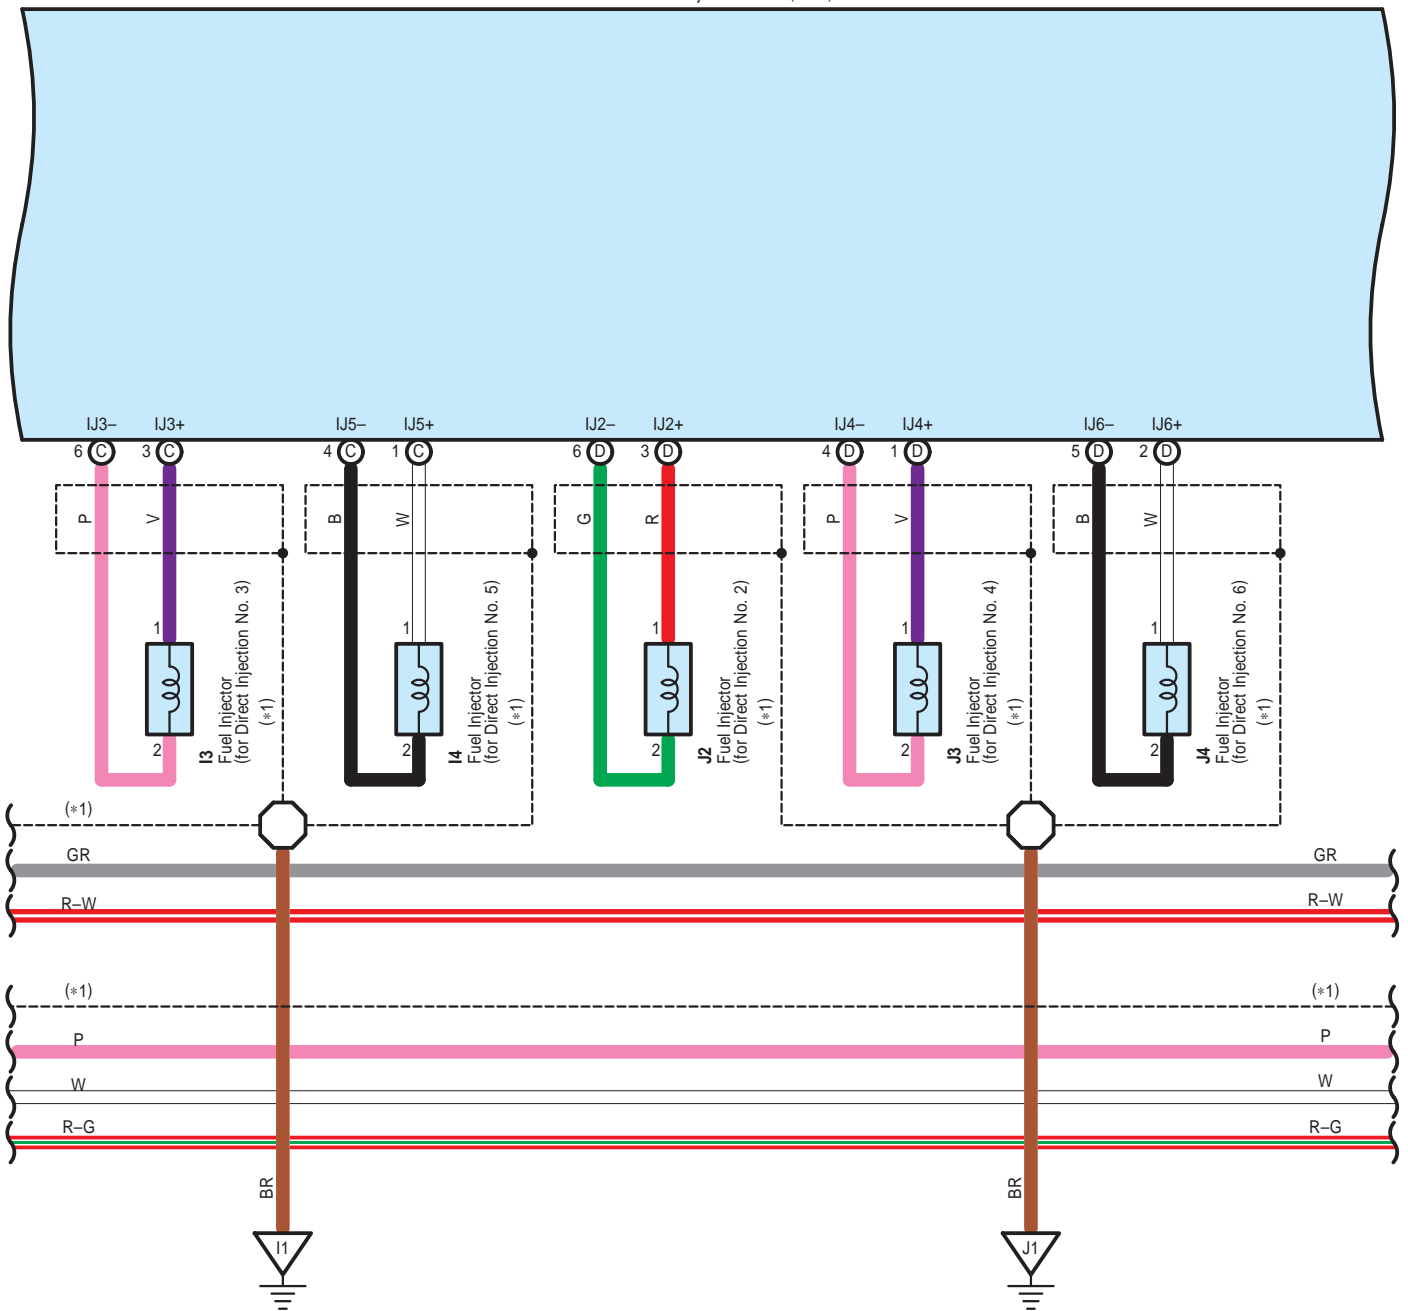 IJ3– IJ3+ IJ5– IJ5+ IJ2– IJ2+ IJ4– IJ4+ IJ6– IJ6+
6 C 3 C 4 C 1 C 6 D 3 D 4 D 1 D 5 D 2 D
P V B W G R P V B W
1 1 1 1 1
2 2 2 2 2
I3
Fuel Injector
(for Direct Injection No. 3)
(*1)
I4
Fuel Injector
(for Direct Injection No. 5)
(*1)
J2
Fuel Injector
(for Direct Injection No. 2)
(*1)
J3
Fuel Injector
(for Direct Injection No. 4)
(*1)
J4
Fuel Injector
(for Direct Injection No. 6)
(*1)
(*1)
GR GR
R–W R–W
(*1) (*1)
P P
W W
R–G R–G
BR BR
I1 J1